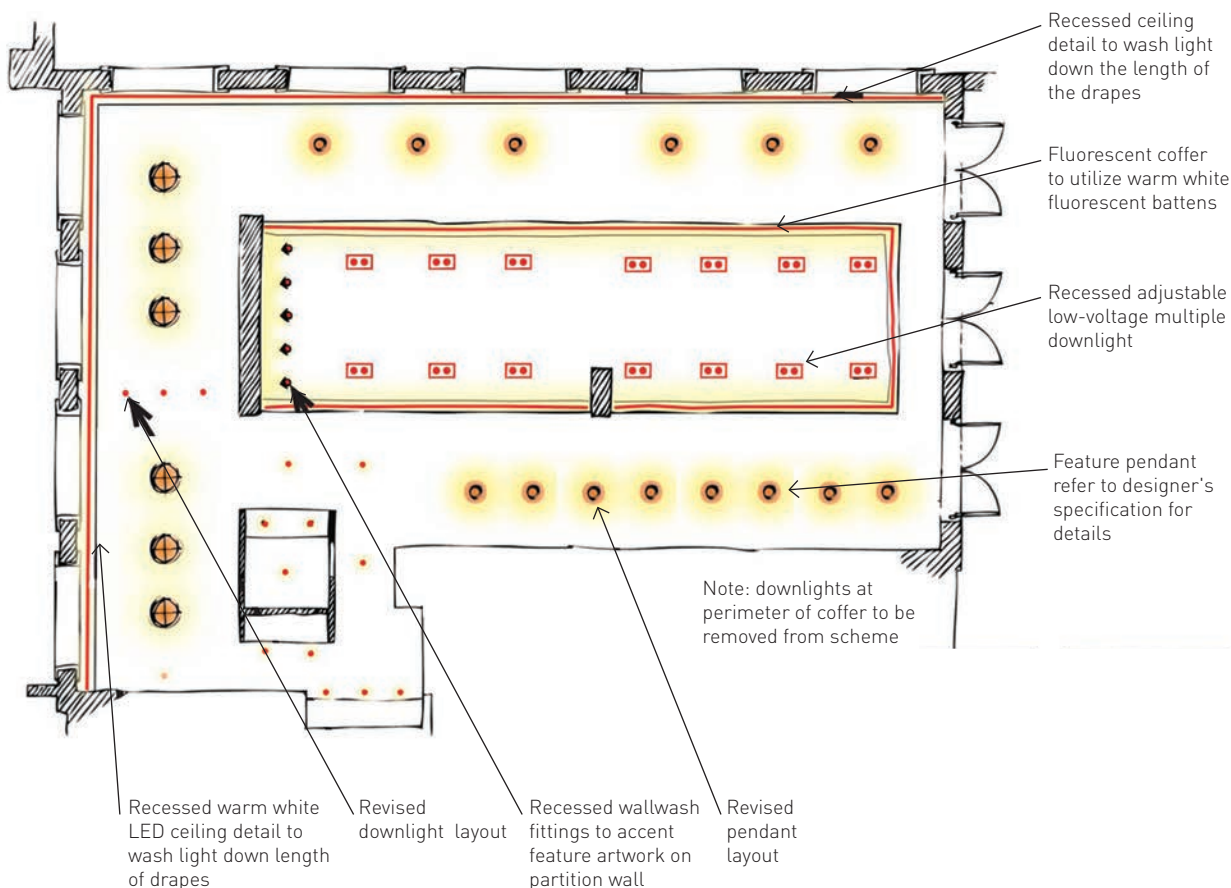 Recessed ceiling
detail to wash light
down the length of
the drapes
Fluorescent coffer
to utilize warm white
fluorescent battens
Recessed adjustable
low-voltage multiple
downlight
Feature pendant
refer to designer's
specification for
details
Note: downlights at
perimeter of coffer to be
removed from scheme
Recessed warm white
LED ceiling detail to
wash light down length
of drapes
Revised
downlight layout
Recessed wallwash
fittings to accent
feature artwork on
partition wall
Revised
pendant
layout